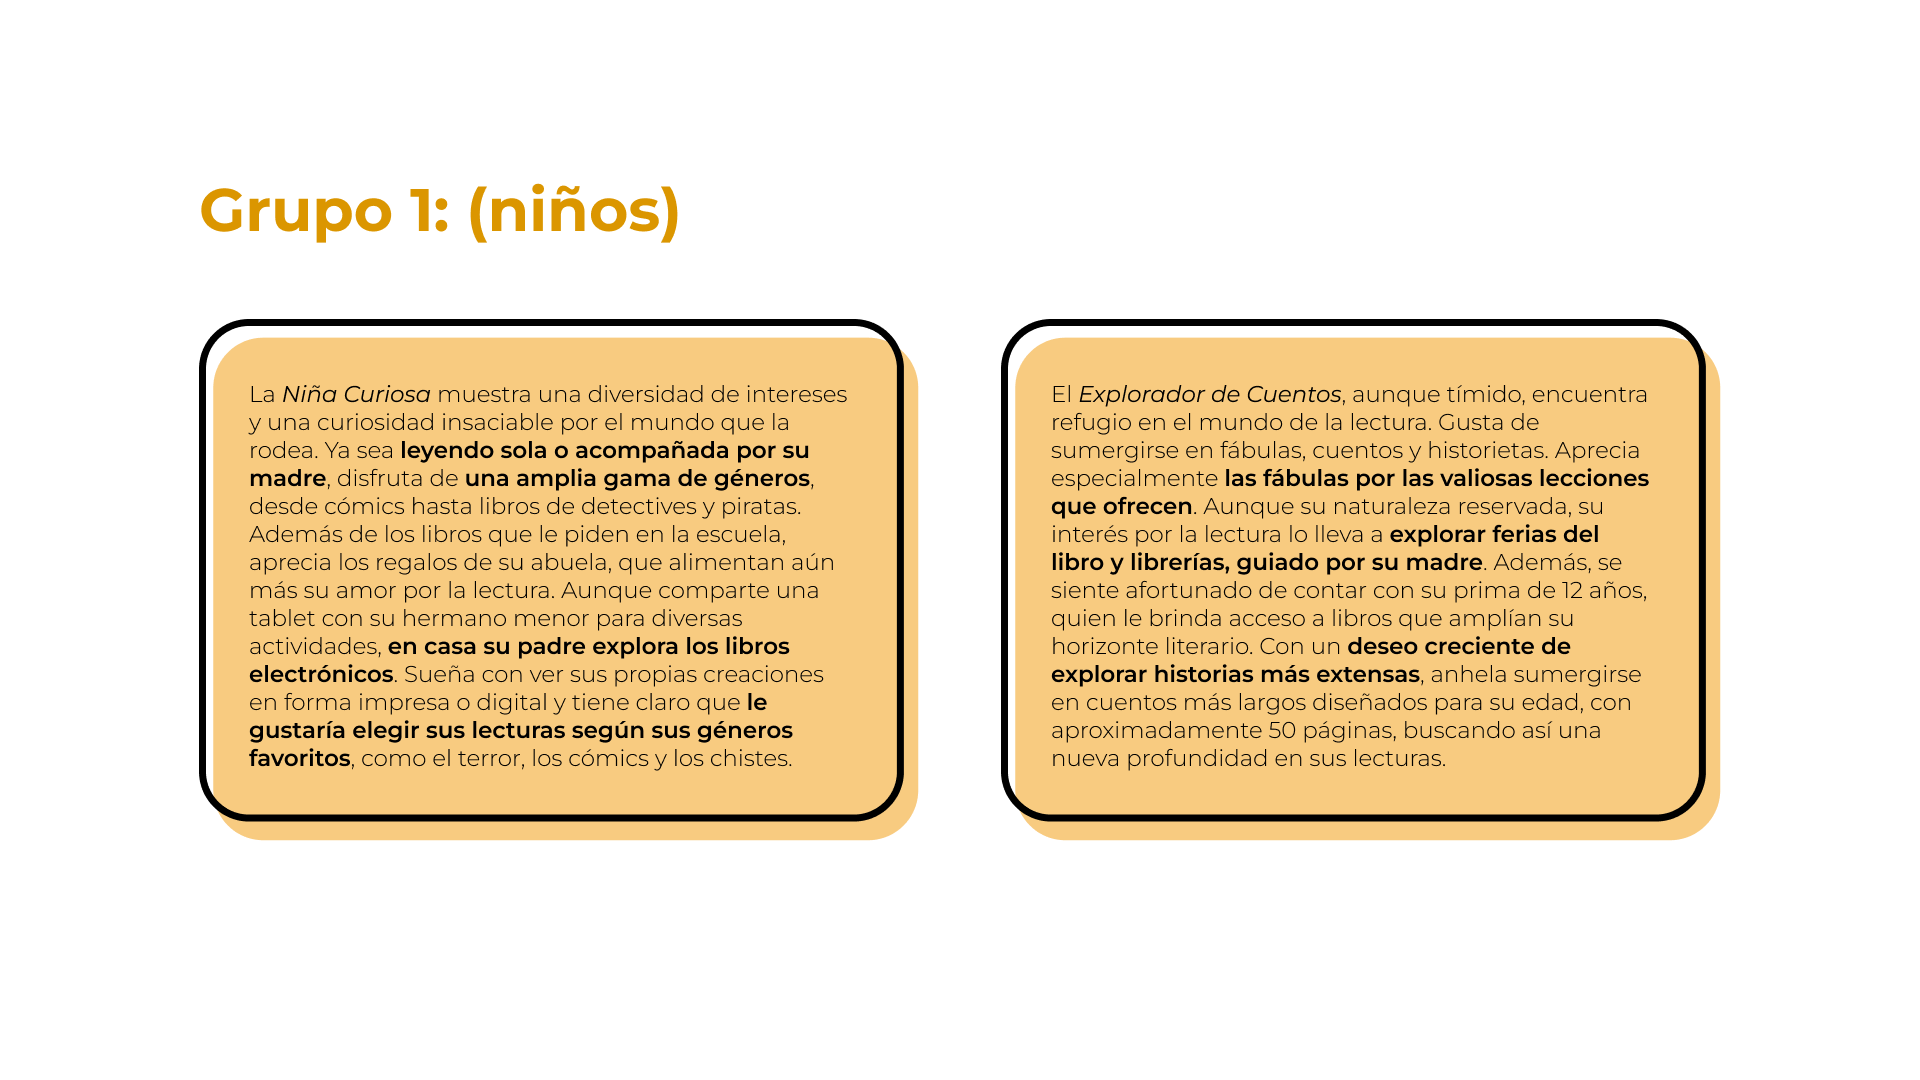 Grupo 1: (niños)
La Niña Curiosa muestra una diversidad de intereses
y una curiosidad insaciable por el mundo que la
rodea. Ya sea leyendo sola o acompañada por su
madre, disfruta de una amplia gama de géneros,
desde cómics hasta libros de detectives y piratas.
Además de los libros que le piden en la escuela,
aprecia los regalos de su abuela, que alimentan aún
más su amor por la lectura. Aunque comparte una
tablet con su hermano menor para diversas
actividades, en casa su padre explora los libros
electrónicos. Sueña con ver sus propias creaciones
en forma impresa o digital y tiene claro que le
gustaría elegir sus lecturas según sus géneros
favoritos, como el terror, los cómics y los chistes.
El Explorador de Cuentos, aunque tímido, encuentra
refugio en el mundo de la lectura. Gusta de
sumergirse en fábulas, cuentos y historietas. Aprecia
especialmente las fábulas por las valiosas lecciones
que ofrecen. Aunque su naturaleza reservada, su
interés por la lectura lo lleva a explorar ferias del
libro y librerías, guiado por su madre. Además, se
siente afortunado de contar con su prima de 12 años,
quien le brinda acceso a libros que amplían su
horizonte literario. Con un deseo creciente de
explorar historias más extensas, anhela sumergirse
en cuentos más largos diseñados para su edad, con
aproximadamente 50 páginas, buscando así una
nueva profundidad en sus lecturas.